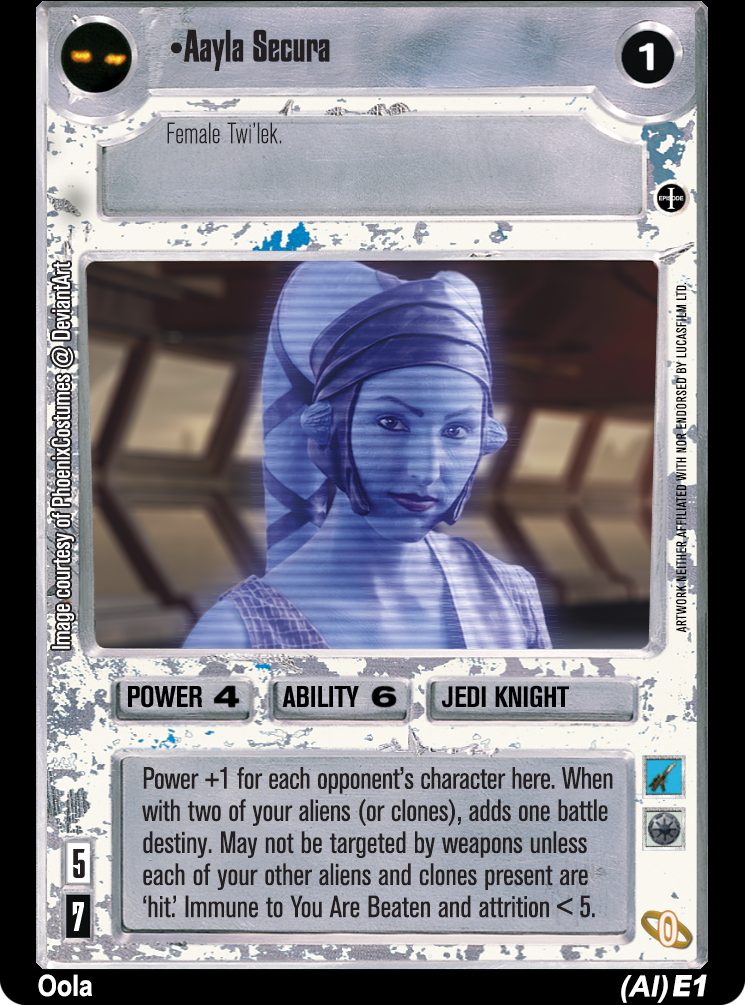 •Aayla Secura
1
Female Twi'lek.
EPISODE
I
Image courtesy of PhoenixCostumes @ DeviantArt
ARTWORK NEITHER AFFILIATED WITH NOR ENDORSED BY LUCASFILM LTD.
POWER 4
ABILITY 6
JEDI KNIGHT
Power +1 for each opponent's character here. When
with two of your aliens (or clones), adds one battle
destiny. May not be targeted by weapons unless
each of your other aliens and clones present are
'hit.' Immune to You Are Beaten and attrition < 5.
5
7
0
Oola
(AI) E1